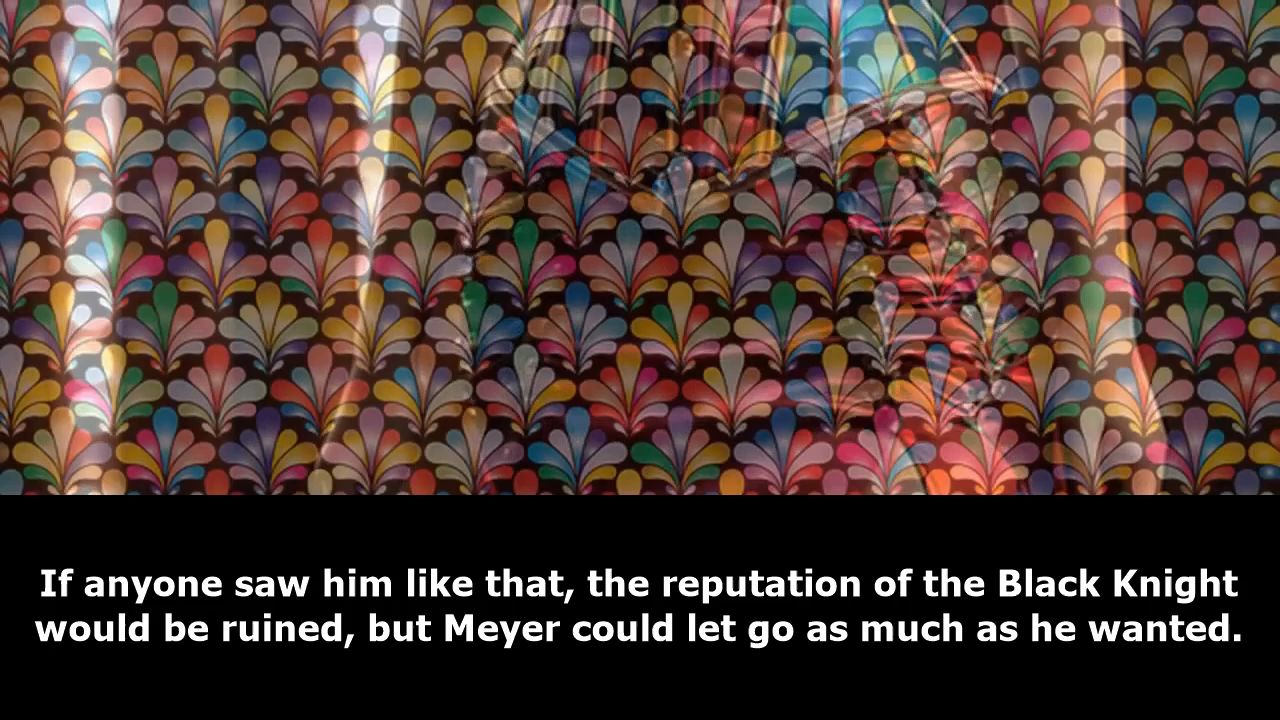 If anyone saw him like that, the reputation of the Black Knight
would be ruined, but Meyer could let go as much as he wanted.